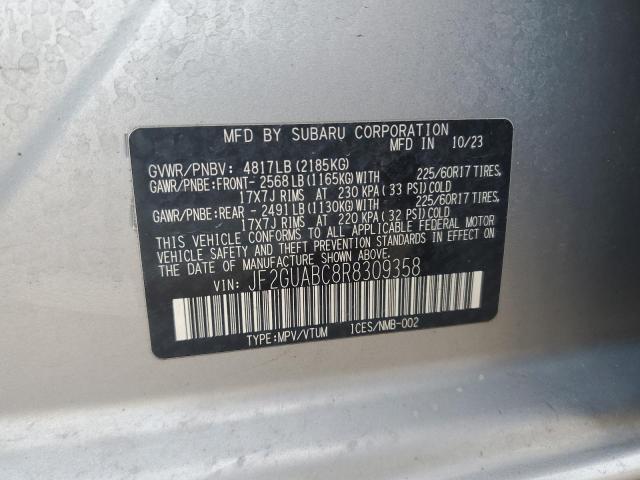 MFD BY SUBARU CORPORATION
MFD IN 10/23
GVWR/PNBV: 4817LB(2185KG)
GAWR/PNBE:FRONT- 2568LB(1165KG)WITH 225/60R17 TIRES,
17X7J RIMS AT 230 KPA(33 PSI)COLD
GAWR/PNBE:REAR - 2491LB(1130KG)WITH 225/60R17 TIRES,
17X7J RIMS AT 220 KPA(32 PSI)COLD
THIS VEHICLE CONFORMS TO ALL APPLICABLE FEDERAL MOTOR
VEHICLE SAFETY AND THEFT PREVENTION STANDARDS IN EFFECT
ON THE DATE OF MANUFACTURE SHOWN ABOVE.
VIN: JF2GUABC8R8309358
TYPE:MPV/VTUM ICES/NMB-002